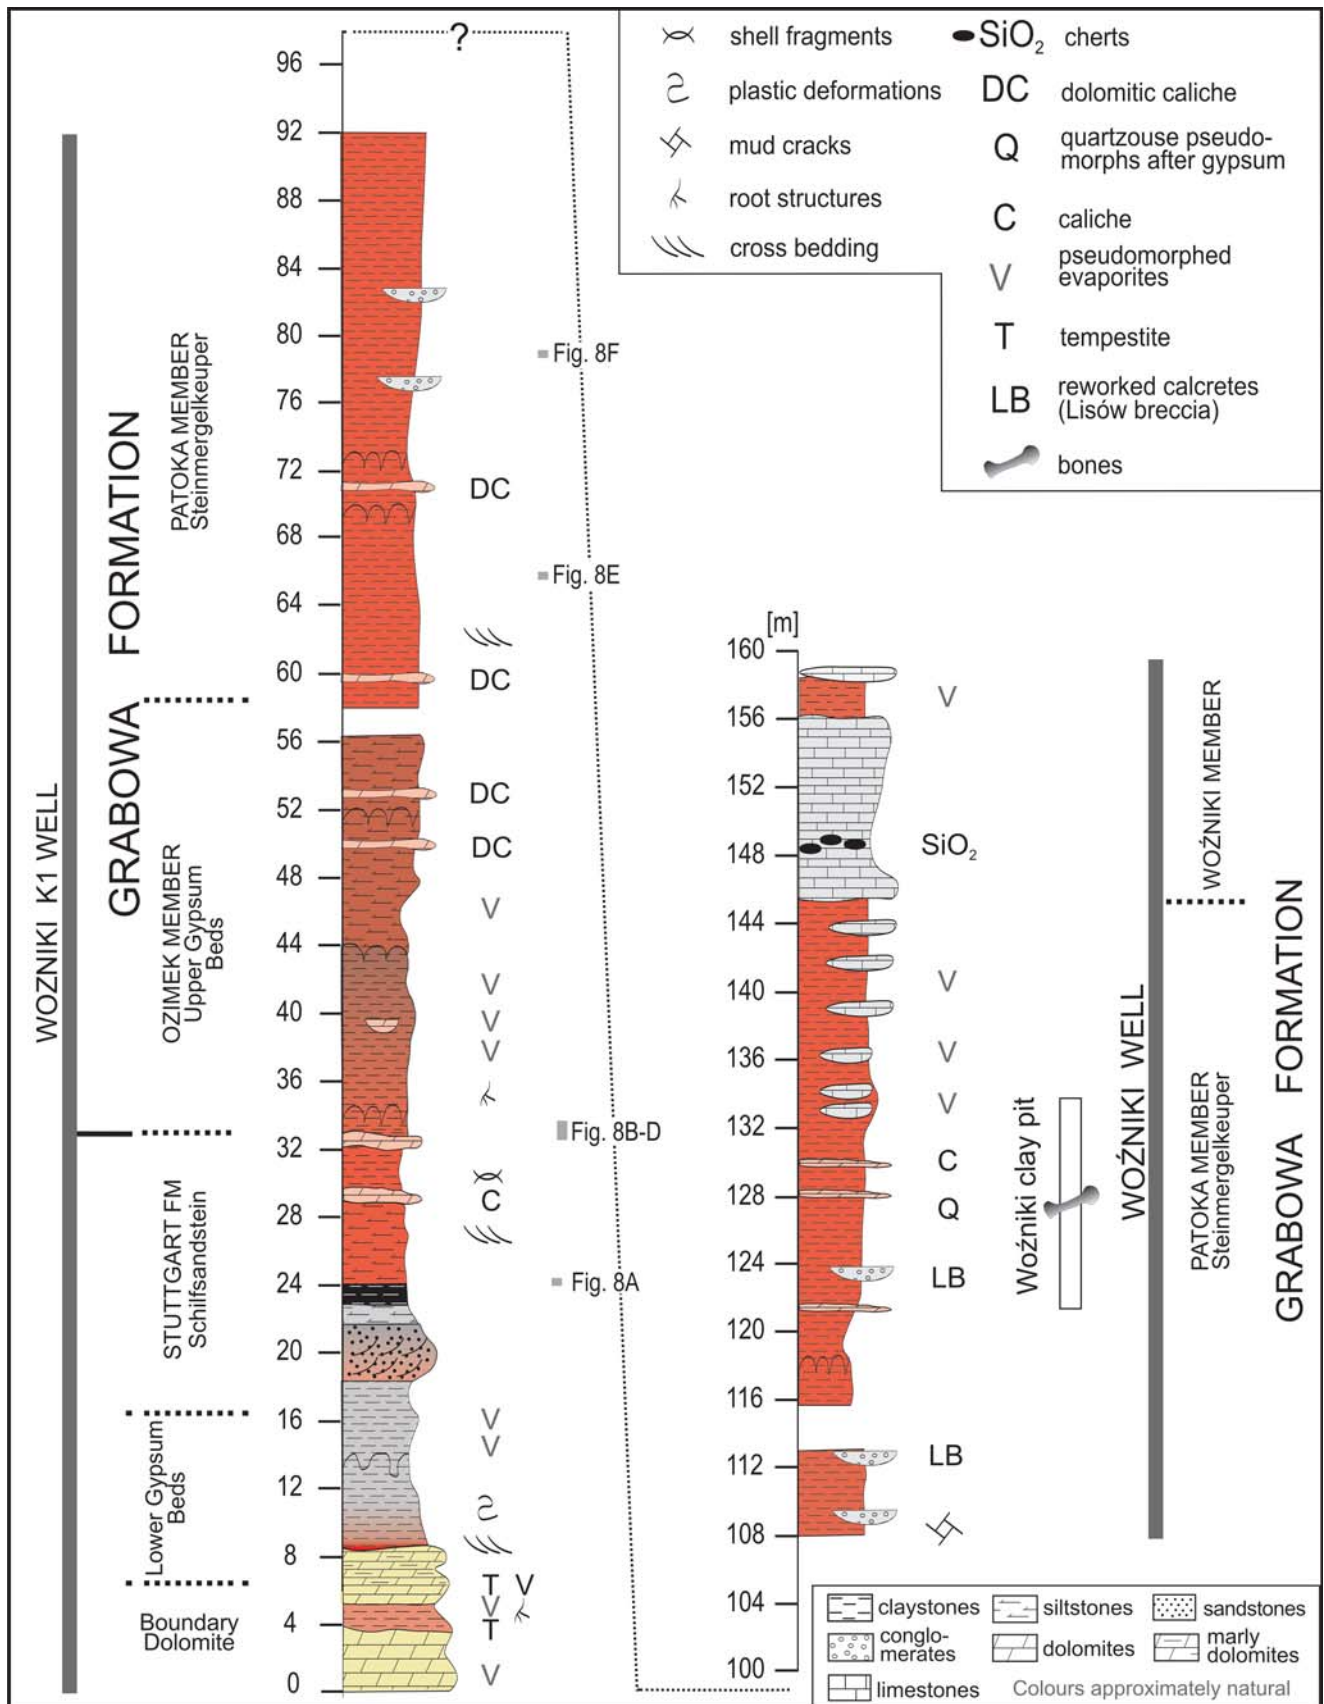 ?
shell fragments
plastic deformations
mud cracks
root structures
cross bedding
SiO2 cherts
DC dolomitic caliche
Q quartzouse pseudo-
morphs after gypsum
C caliche
V pseudomorphed
evaporites
T tempestite
LB reworked calcretes
(Lisów breccia)
bones
WOZNIKI K1 WELL
GRABOWA FORMATION
PATOKA MEMBER
Steinmergelkeuper
OZIMEK MEMBER
Upper Gypsum
Beds
STUTTGART FM
Schilfsandstein
Lower Gypsum
Beds
Boundary
Dolomite
96
92
88
84
80
76
72
68
64
60
56
52
48
44
40
36
32
28
24
20
16
12
8
4
0
Fig. 8F
DC
Fig. 8E
DC
DC
DC
V
V
V
V
Fig. 8B-D
C
Fig. 8A
V
V
T V
V
T
V
[m]
160
156
152
148
144
140
136
132
128
124
120
116
112
108
104
100
V
SiO2
V
V
V
C
Q
LB
LB
Woźniki clay pit
WOŹNIKI WELL
WOŹNIKI MEMBER
PATOKA MEMBER
Steinmergelkeuper
GRABOWA FORMATION
claystones
siltstones
sandstones
conglo-
merates
dolomites
marly
dolomites
limestones
Colours approximately natural